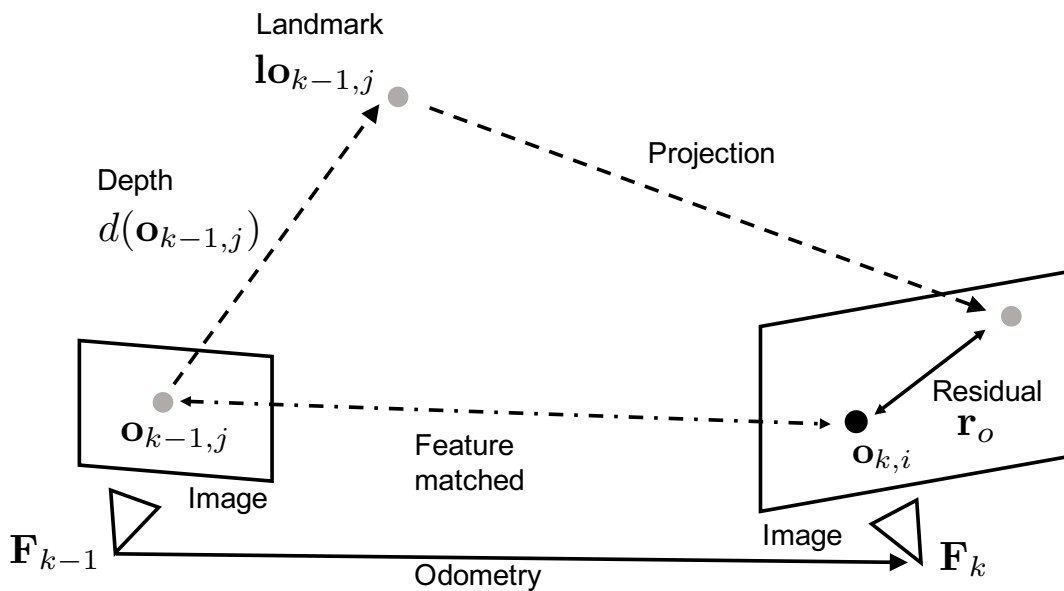 Landmark
lo_{k−1,j}
Projection
Depth
d(o_{k−1,j})
Residual
r_o
o_{k−1,j}
Feature
matched
o_{k,i}
Image
Image
F_{k−1}
Odometry
F_k